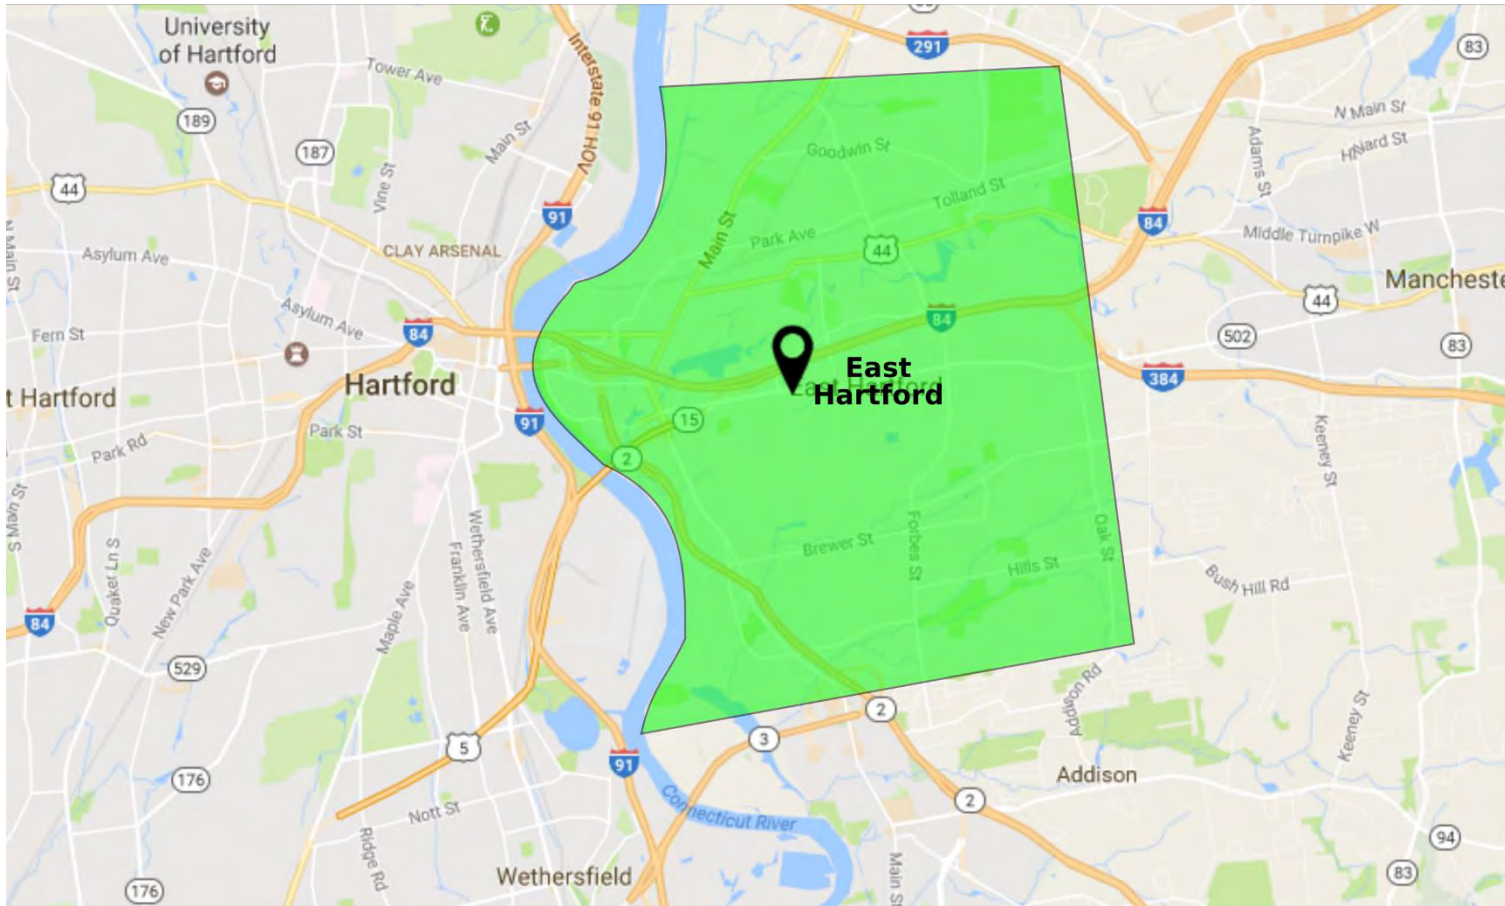 University
of Hartford
Tower Ave
Interstate 91 HOV
291
83
189
187
Main St
N Main St
Adams St
44
Vine St
Goodwin St
Tolland St
91
84
N Main St
Asylum Ave
CLAY ARSENAL
Main St
Park Ave
44
Middle Turnpike W
Mancheste
Asylum Ave
84
84
44
Fern St
502
83
Hartford
t Hartford
East
Hartford
East Hartford
384
91
15
Park St
Park Rd
2
Keeney St
S Main St
Quaker Ln S
New Park Ave
Wethersfield Ave
Franklin Ave
Maple Ave
Brewer St
Forbes St
Oak St
Hills St
Bush Hill Rd
84
529
Addison Rd
Keeney St
2
3
5
91
176
Addison
2
Nott St
Connecticut River
94
Ridge Rd
Wethersfield
Main St
83
176